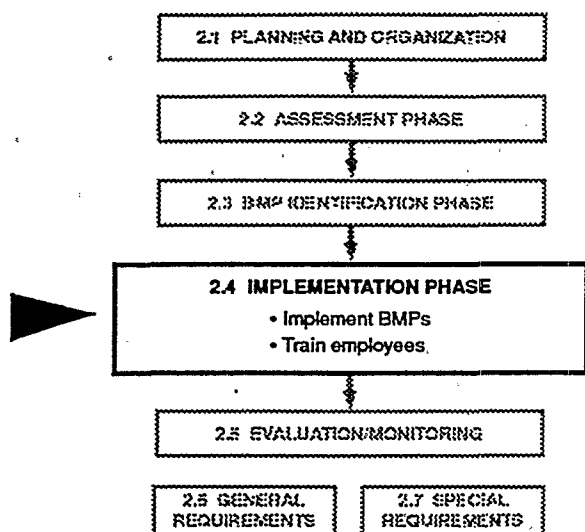 2.1 PLANNING AND ORGANIZATION
2.2 ASSESSMENT PHASE
2.3 BMP IDENTIFICATION PHASE
2.4 IMPLEMENTATION PHASE
• Implement BMPs
• Train employees
2.5 EVALUATION/MONITORING
2.6 GENERAL
REQUIREMENTS
2.7 SPECIAL
REQUIREMENTS